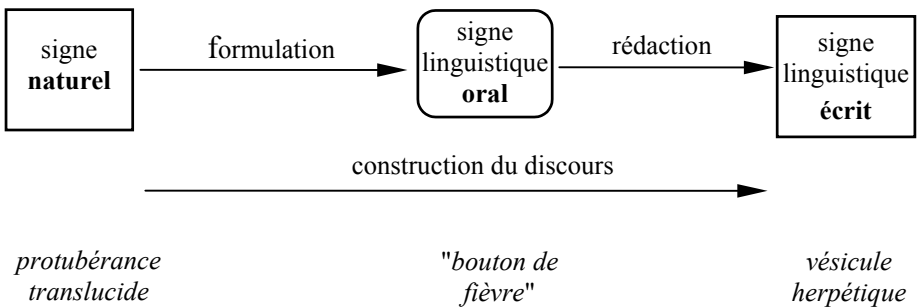 signe
naturel
formulation
signe
linguistique
oral
rédaction
signe
linguistique
écrit
construction du discours
protubérance
translucide
"bouton de
fièvre"
vésicule
herpétique